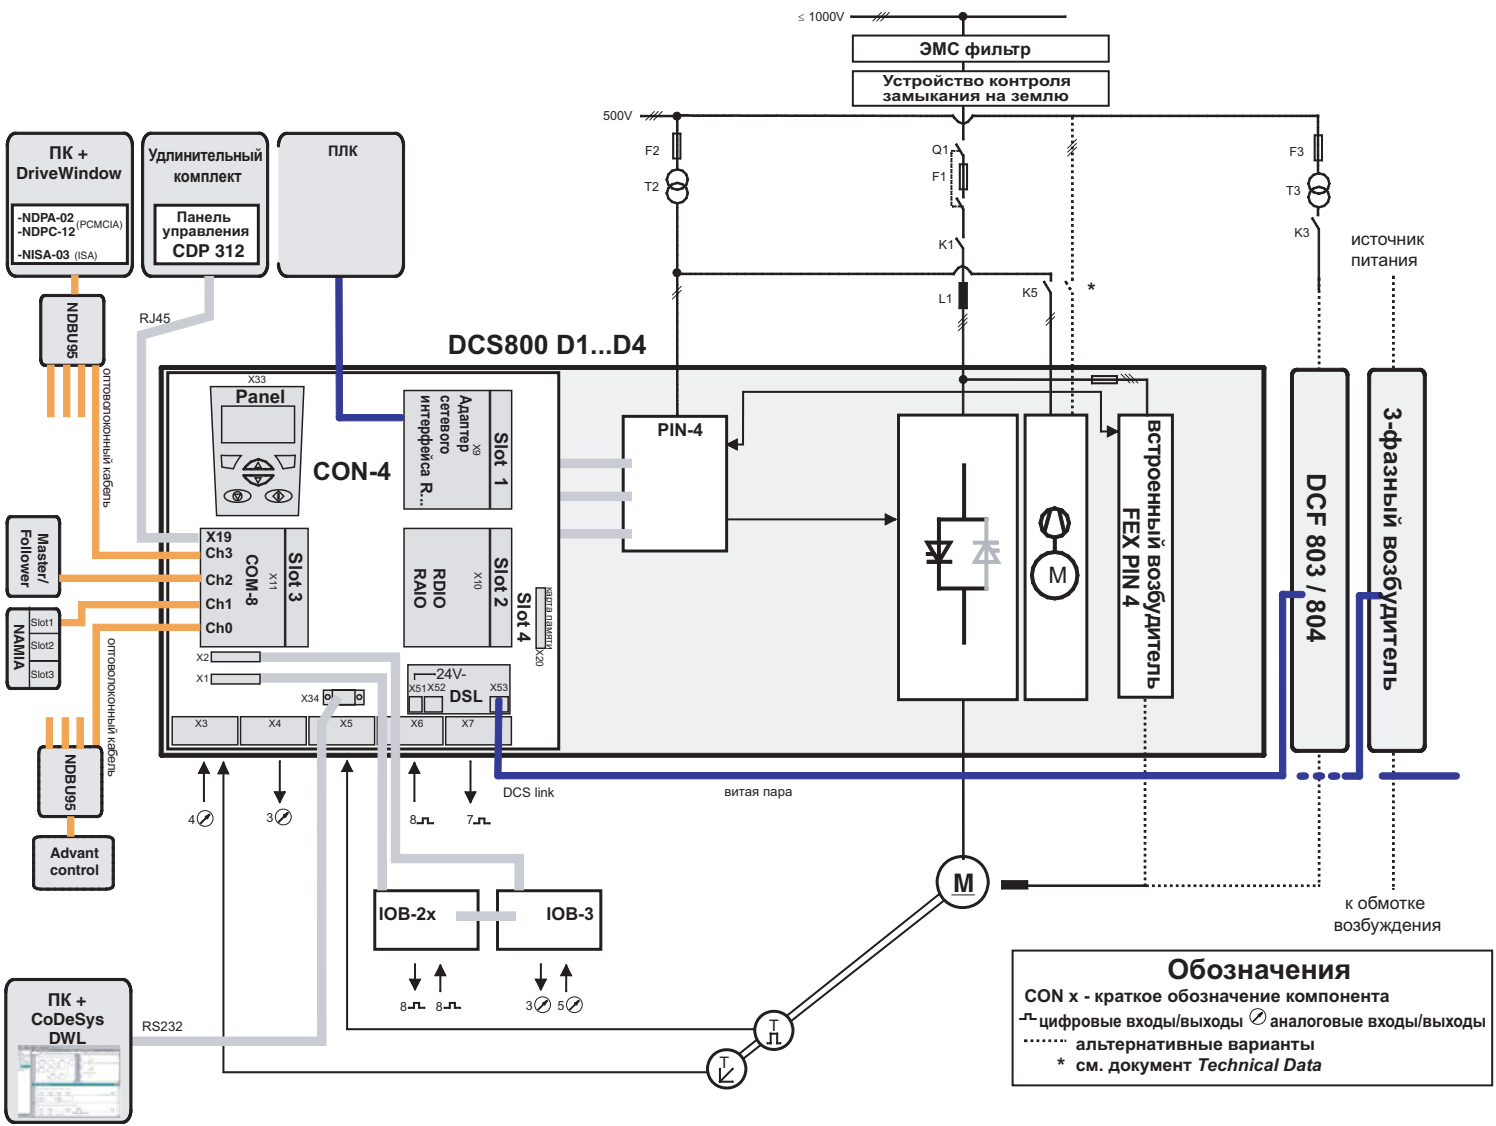 ≤ 1000V
ЭМС фильтр
Устройство контроля
замыкания на землю
500V
F2
T2
Q1
F1
K1
L1
K5
*
F3
T3
K3
источник
питания
ПК +
DriveWindow
-NDPA-02
-NDPC-12
(PCMCIA)
-NISA-03 (ISA)
Удлинительный
комплект
Панель
управления
CDP 312
ПЛК
NDBU95
RJ45
оптоволоконный кабель
DCS800 D1...D4
X33
Panel
CON-4
Адаптер
сетевого
интерфейса R...
X9
Slot 1
PIN-4
встроенный возбудитель
FEX PIN 4
DCF 803 / 804
3-фазный возбудитель
M
X19
Ch3
Ch2
Ch1
Ch0
COM-8
X11
Slot 3
RDIO
RAIO
X10
Slot 2
Slot 4
карта памяти
X20
Master/
Follower
NAMIA
Slot1
Slot2
Slot3
X2
X1
X34
24V-
X51
X52
DSL
X53
X3
X4
X5
X6
X7
оптоволоконный кабель
NDBU95
Advant
control
4
3
8
7
DCS link
витая пара
M
IOB-2x
IOB-3
8
8
3
5
к обмотке
возбуждения
ПК +
CoDeSys
DWL
RS232
T
T
Обозначения
CON x - краткое обозначение компонента
цифровые входы/выходы
аналоговые входы/выходы
альтернативные варианты
* см. документ Technical Data